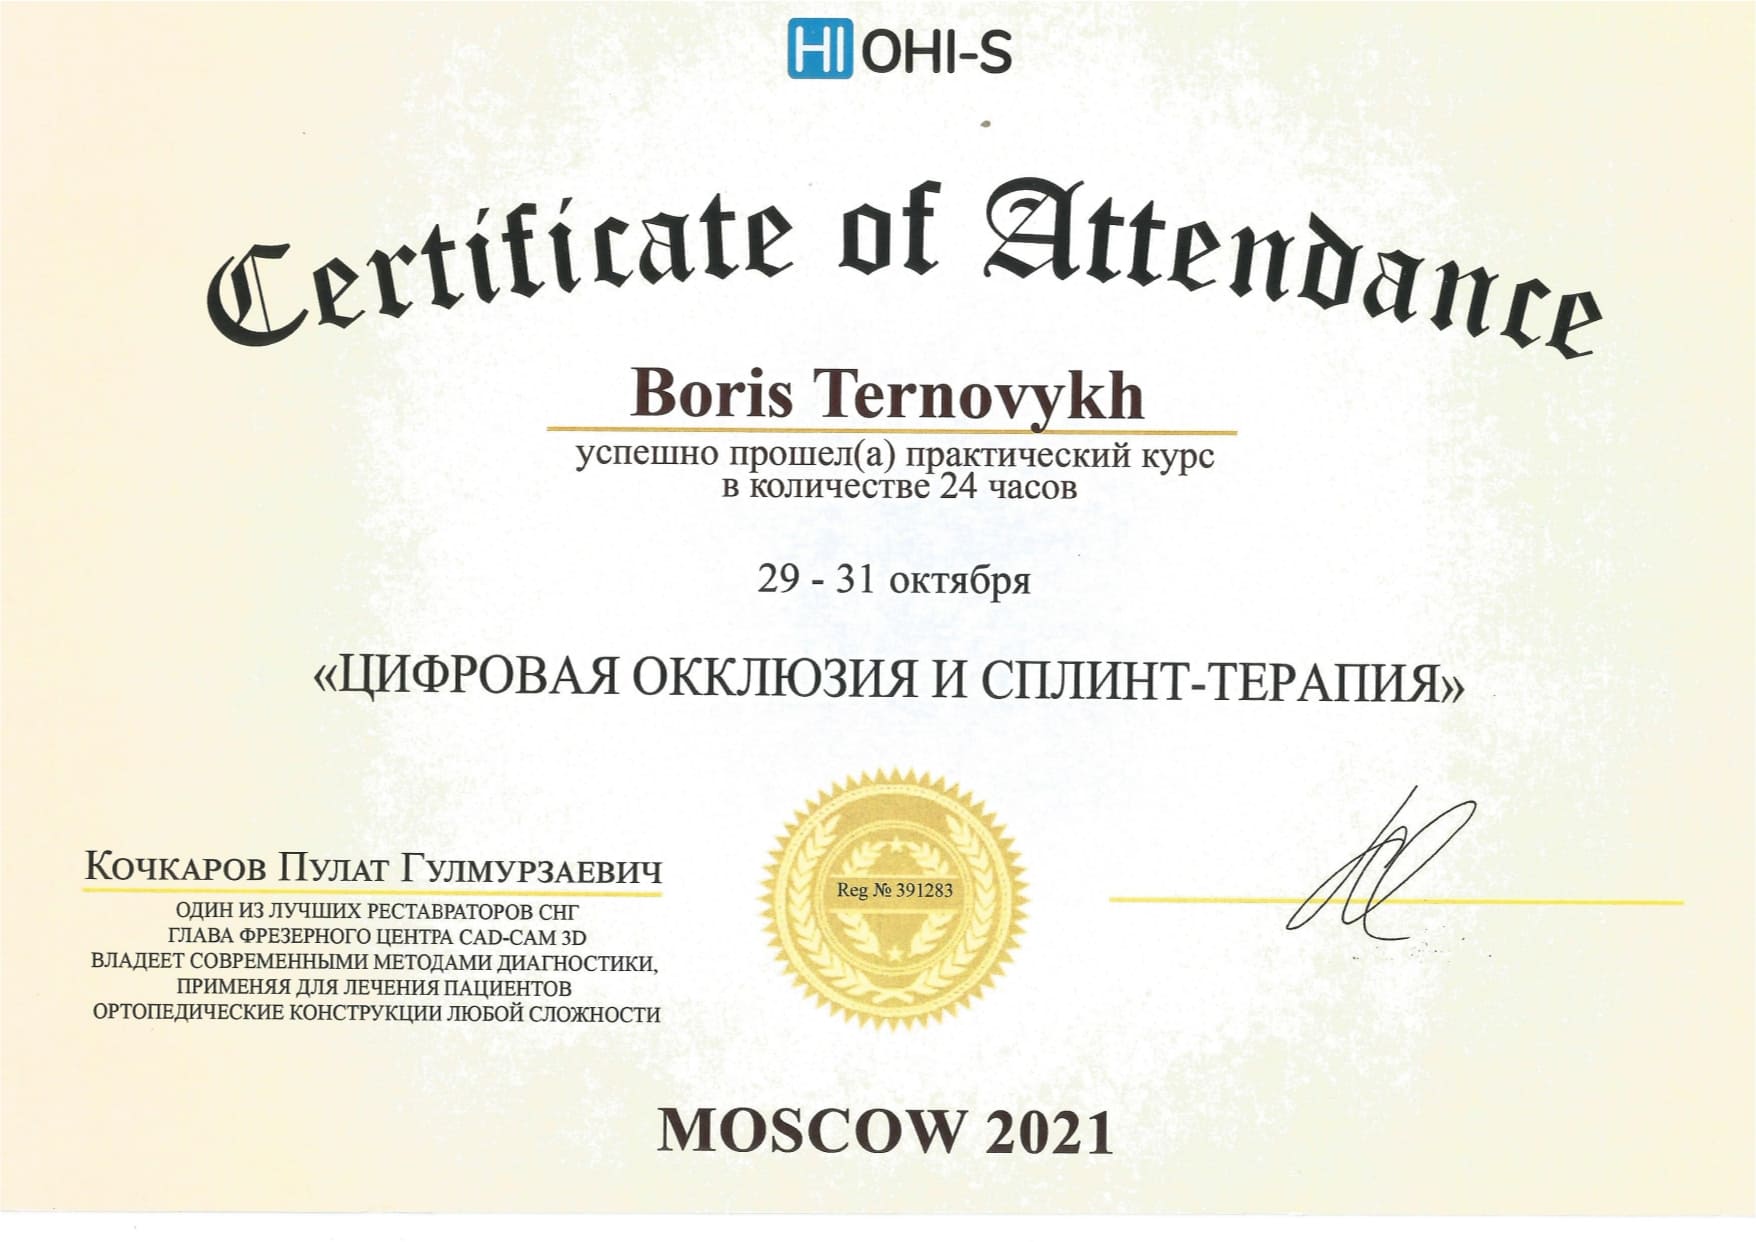 HI OHI-S
Certificate of Attendance
Boris Ternovykh
успешно прошел(а) практический курс
в количестве 24 часов
29 - 31 октября
«ЦИФРОВАЯ ОККЛЮЗИЯ И СПЛИНТ-ТЕРАПИЯ»
КОЧКАРОВ ПУЛАТ ГУЛМУРЗАЕВИЧ
ОДИН ИЗ ЛУЧШИХ РЕСТАВРАТОРОВ СНГ
ГЛАВА ФРЕЗЕРНОГО ЦЕНТРА CAD-CAM 3D
ВЛАДЕЕТ СОВРЕМЕННЫМИ МЕТОДАМИ ДИАГНОСТИКИ,
ПРИМЕНЯЯ ДЛЯ ЛЕЧЕНИЯ ПАЦИЕНТОВ
ОРТОПЕДИЧЕСКИЕ КОНСТРУКЦИИ ЛЮБОЙ СЛОЖНОСТИ
Reg № 391283
MOSCOW 2021